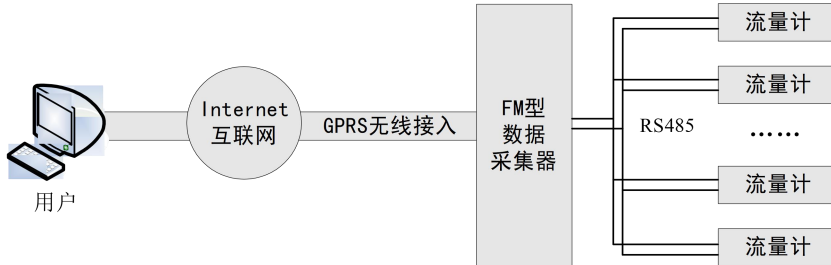 用户
Internet
互联网
GPRS无线接入
FM型
数据
采集器
RS485
流量计
流量计
……
流量计
流量计